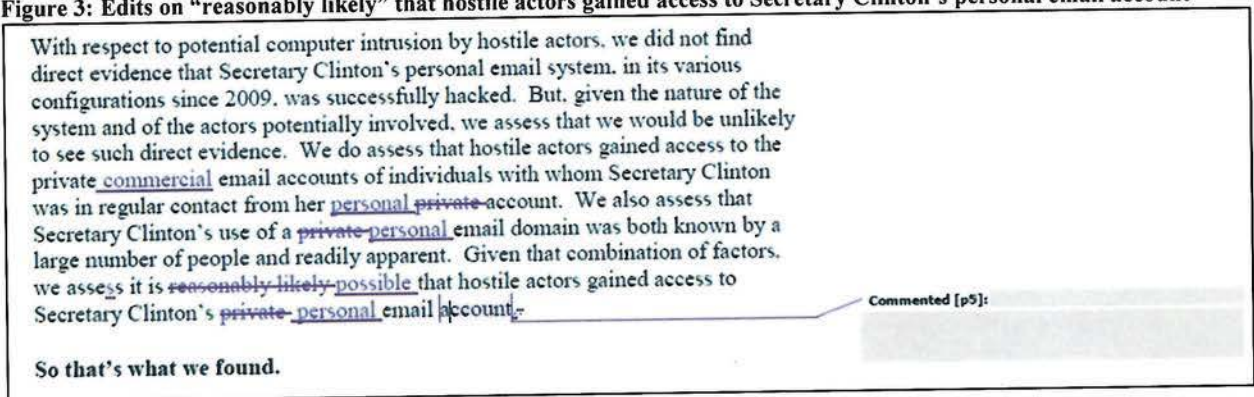 Figure 3: Edits on "reasonably likely" that hostile actors gained access to Secretary Clinton's personal email account
With respect to potential computer intrusion by hostile actors, we did not find
direct evidence that Secretary Clinton's personal email system, in its various
configurations since 2009, was successfully hacked. But, given the nature of the
system and of the actors potentially involved, we assess that we would be unlikely
to see such direct evidence. We do assess that hostile actors gained access to the
private commercial email accounts of individuals with whom Secretary Clinton
was in regular contact from her personal private account. We also assess that
Secretary Clinton's use of a private personal email domain was both known by a
large number of people and readily apparent. Given that combination of factors,
we assess it is reasonably likely possible that hostile actors gained access to
Secretary Clinton's private personal email account.
Commented [p5]:
So that's what we found.